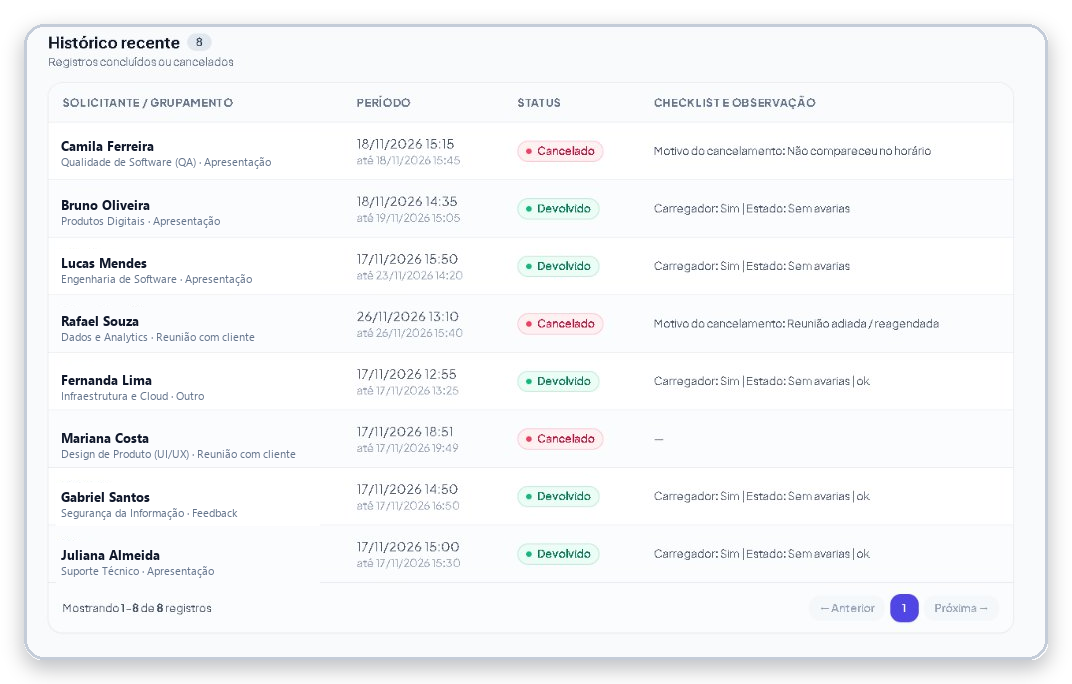 Histórico recente 8
Registros concluídos ou cancelados
SOLICITANTE / GRUPAMENTO PERÍODO STATUS CHECKLIST E OBSERVAÇÃO
Camila Ferreira 18/11/2026 15:15 Cancelado Motivo do cancelamento: Não compareceu no horário
Qualidade de Software (QA) · Apresentação até 18/11/2026 15:45
Bruno Oliveira 18/11/2026 14:35 Devolvido Carregador: Sim | Estado: Sem avarias
Produtos Digitais · Apresentação até 19/11/2026 15:05
Lucas Mendes 17/11/2026 15:50 Devolvido Carregador: Sim | Estado: Sem avarias
Engenharia de Software · Apresentação até 23/11/2026 14:20
Rafael Souza 26/11/2026 13:10 Cancelado Motivo do cancelamento: Reunião adiada / reagendada
Dados e Analytics · Reunião com cliente até 26/11/2026 15:40
Fernanda Lima 17/11/2026 12:55 Devolvido Carregador: Sim | Estado: Sem avarias | ok
Infraestrutura e Cloud · Outro até 17/11/2026 13:25
Mariana Costa 17/11/2026 18:51 Cancelado —
Design de Produto (UI/UX) · Reunião com cliente até 17/11/2026 19:49
Gabriel Santos 17/11/2026 14:50 Devolvido Carregador: Sim | Estado: Sem avarias | ok
Segurança da Informação · Feedback até 17/11/2026 16:50
Juliana Almeida 17/11/2026 15:00 Devolvido Carregador: Sim | Estado: Sem avarias | ok
Suporte Técnico · Apresentação até 17/11/2026 15:30
Mostrando 1–8 de 8 registros ← Anterior 1 Próxima →